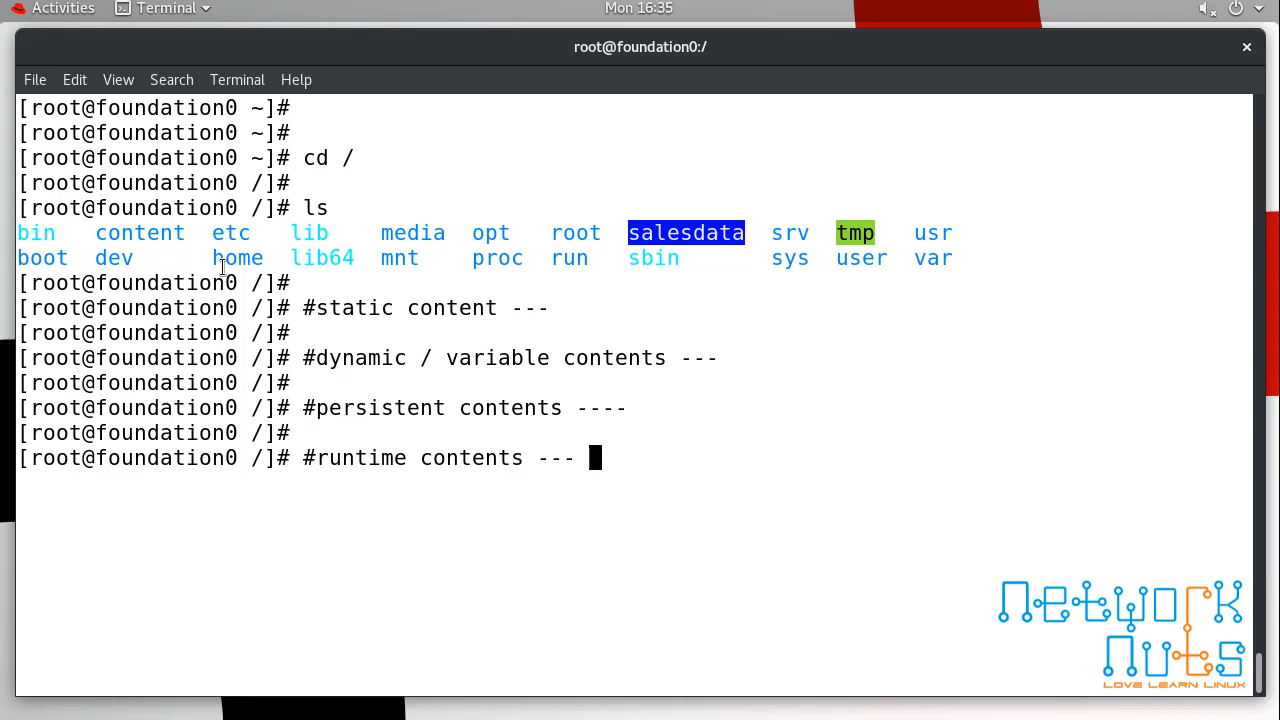 Activities Terminal Mon 16:35
root@foundation0:/
File Edit View Search Terminal Help
[root@foundation0 ~]#
[root@foundation0 ~]#
[root@foundation0 ~]# cd /
[root@foundation0 /]#
[root@foundation0 /]# ls
bin content etc lib media opt root salesdata srv tmp usr
boot dev home lib64 mnt proc run sbin sys user var
[root@foundation0 /]#
[root@foundation0 /]# #static content ---
[root@foundation0 /]#
[root@foundation0 /]# #dynamic / variable contents ---
[root@foundation0 /]#
[root@foundation0 /]# #persistent contents ----
[root@foundation0 /]#
[root@foundation0 /]# #runtime contents ---
Network
Nuts
LOVE LEARN LINUX